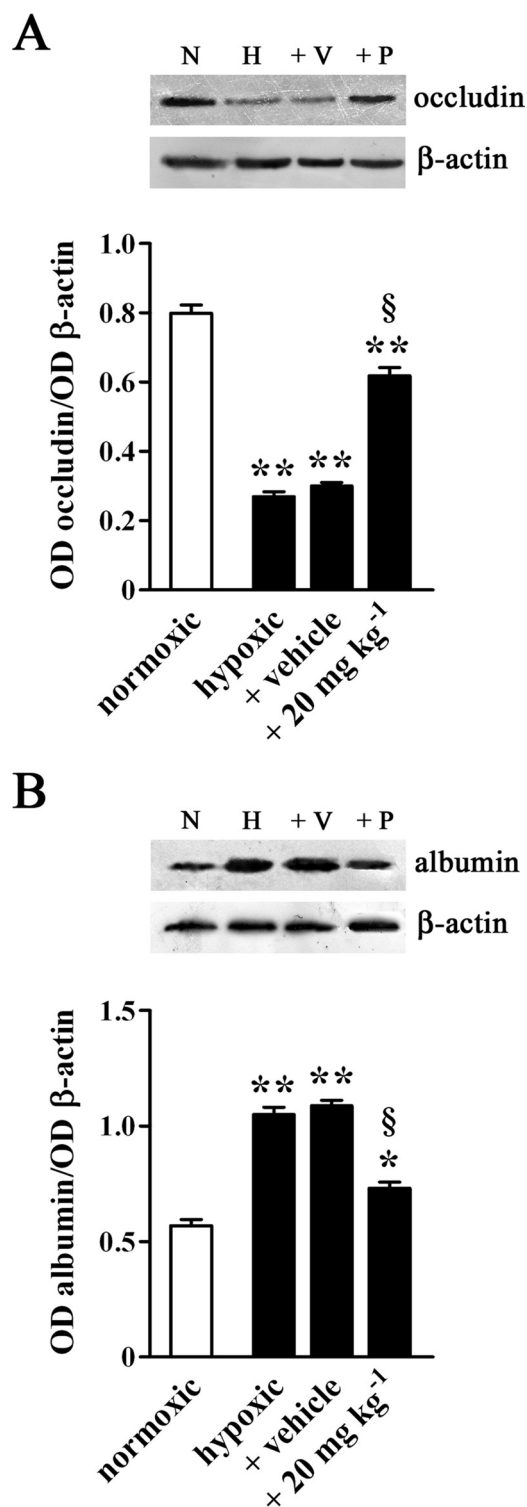 A
N H + V + P
occludin
β-actin
OD occludin/OD β-actin
1.0
0.8
0.6
0.4
0.2
0
** ** § **
normoxic
hypoxic
+ vehicle
+ 20 mg kg⁻¹
B
N H + V + P
albumin
β-actin
OD albumin/OD β-actin
1.5
1.0
0.5
0
** ** § *
normoxic
hypoxic
+ vehicle
+ 20 mg kg⁻¹